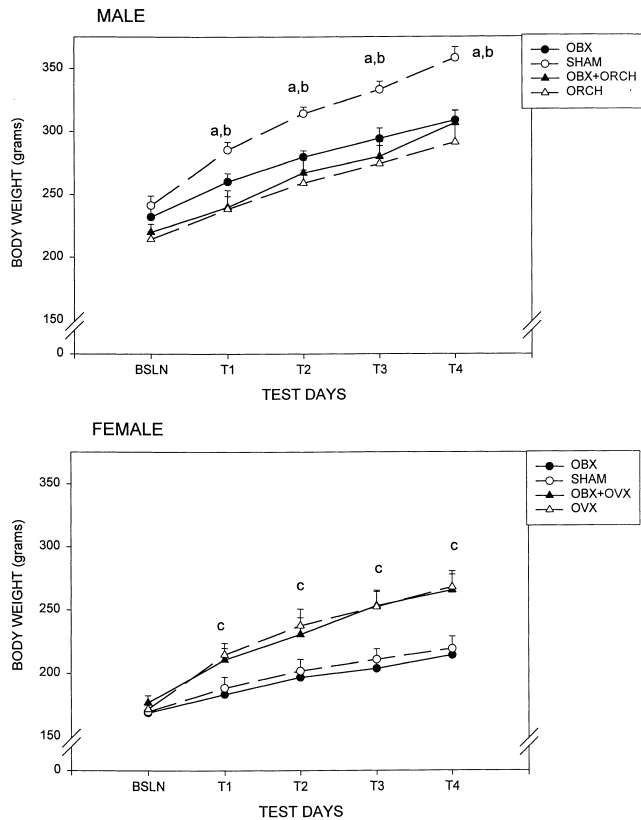 MALE
OBX
SHAM
OBX+ORCH
ORCH
BODY WEIGHT (grams)
350
300
250
200
150
0
a,b
a,b
a,b
a,b
BSLN
T1
T2
T3
T4
TEST DAYS
FEMALE
OBX
SHAM
OBX+OVX
OVX
BODY WEIGHT (grams)
350
300
250
200
150
0
c
c
c
c
BSLN
T1
T2
T3
T4
TEST DAYS